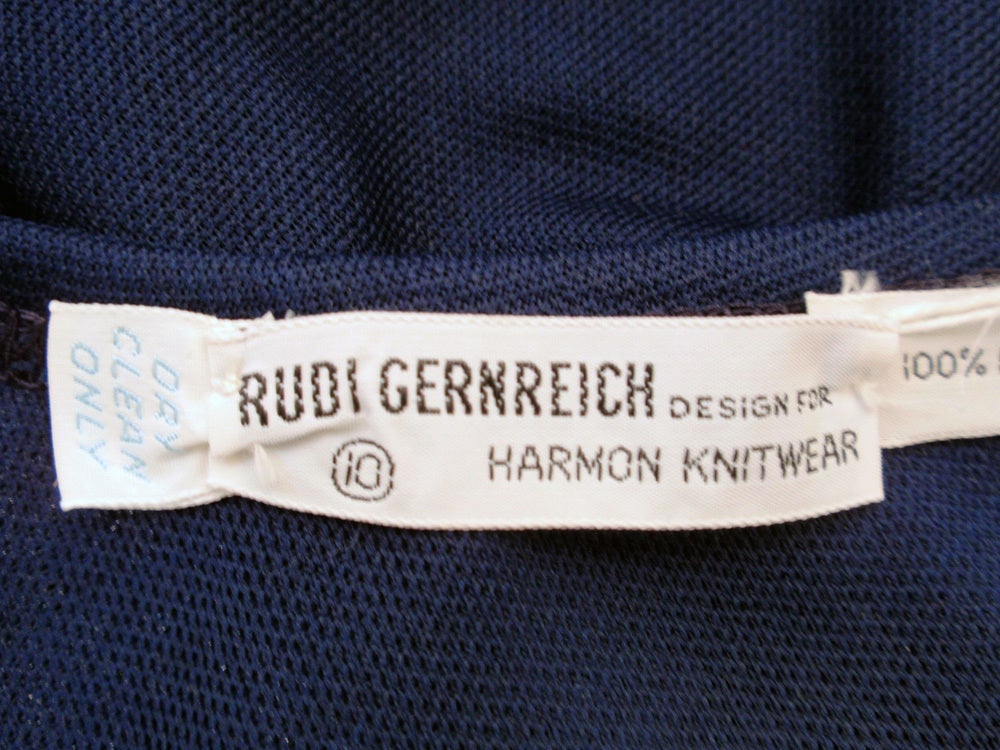 DRY
CLEAN
ONLY
RUDI GERNREICH DESIGN FOR
10 HARMON KNITWEAR
100%